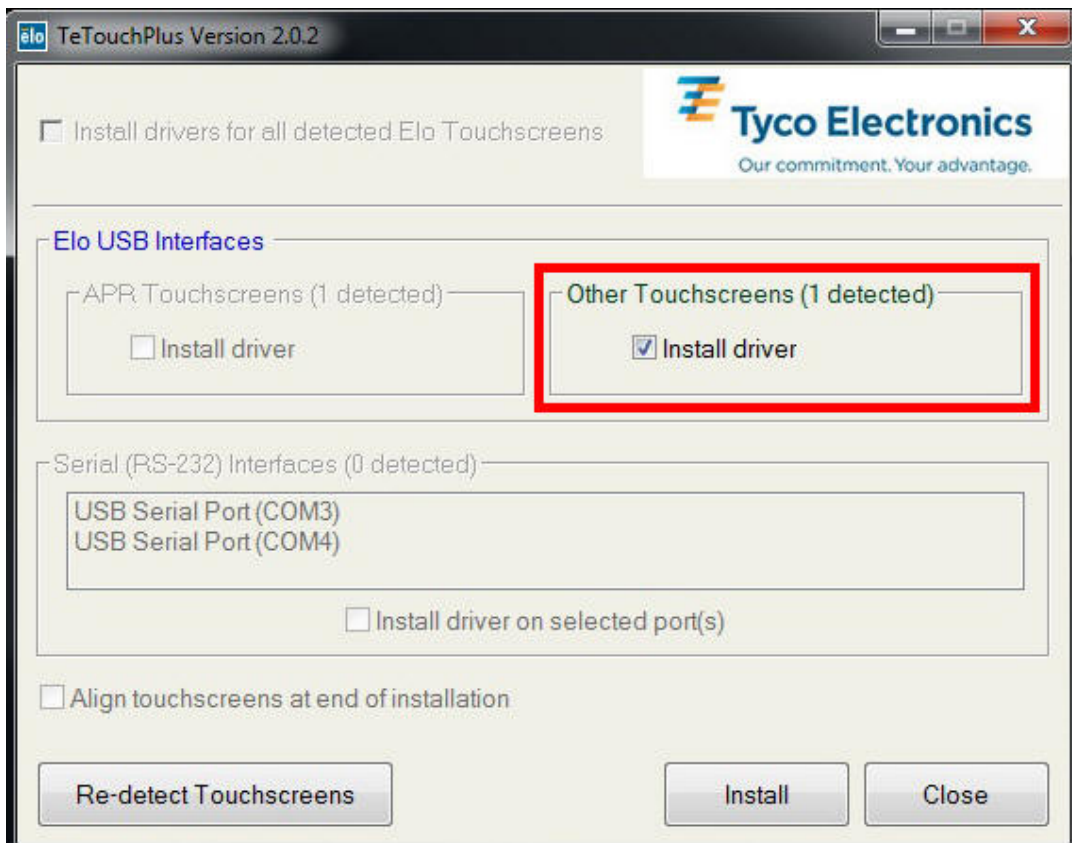 elo TeTouchPlus Version 2.0.2
Install drivers for all detected Elo Touchscreens
Tyco Electronics
Our commitment. Your advantage.
Elo USB Interfaces
APR Touchscreens (1 detected)
Install driver
Other Touchscreens (1 detected)
Install driver
Serial (RS-232) Interfaces (0 detected)
USB Serial Port (COM3)
USB Serial Port (COM4)
Install driver on selected port(s)
Align touchscreens at end of installation
Re-detect Touchscreens
Install
Close